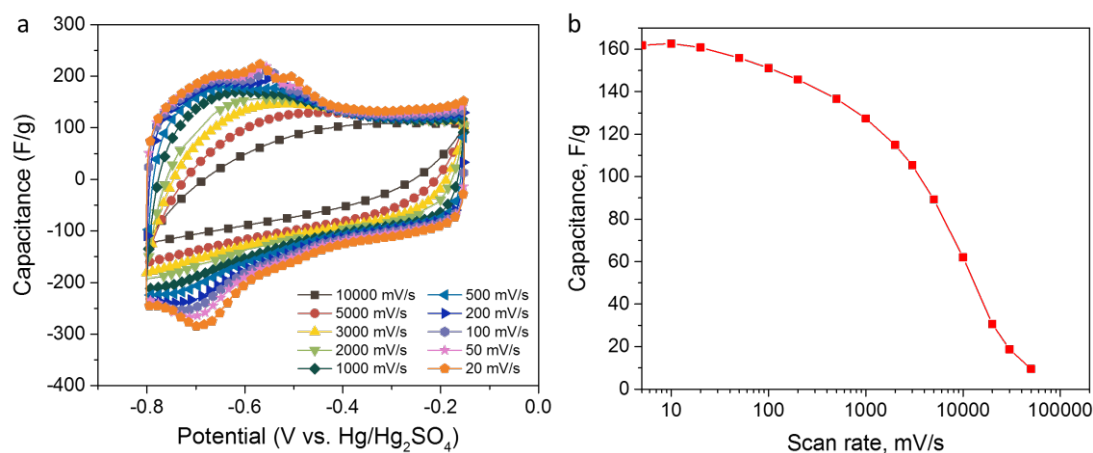 a
300
200
100
0
-100
-200
-300
-400
Capacitance (F/g)
10000 mV/s
5000 mV/s
3000 mV/s
2000 mV/s
1000 mV/s
500 mV/s
200 mV/s
100 mV/s
50 mV/s
20 mV/s
-0.8 -0.6 -0.4 -0.2 0.0
Potential (V vs. Hg/Hg₂SO₄)
b
160
140
120
100
80
60
40
20
0
Capacitance, F/g
10 100 1000 10000 100000
Scan rate, mV/s